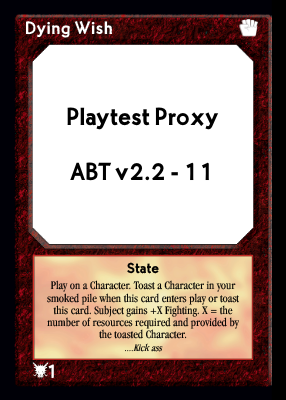 Dying Wish
Playtest Proxy
ABT v2.2 - 11
State
Play on a Character. Toast a Character in your
smoked pile when this card enters play or toast
this card. Subject gains +X Fighting. X = the
number of resources required and provided by
the toasted Character.
....Kick ass
1